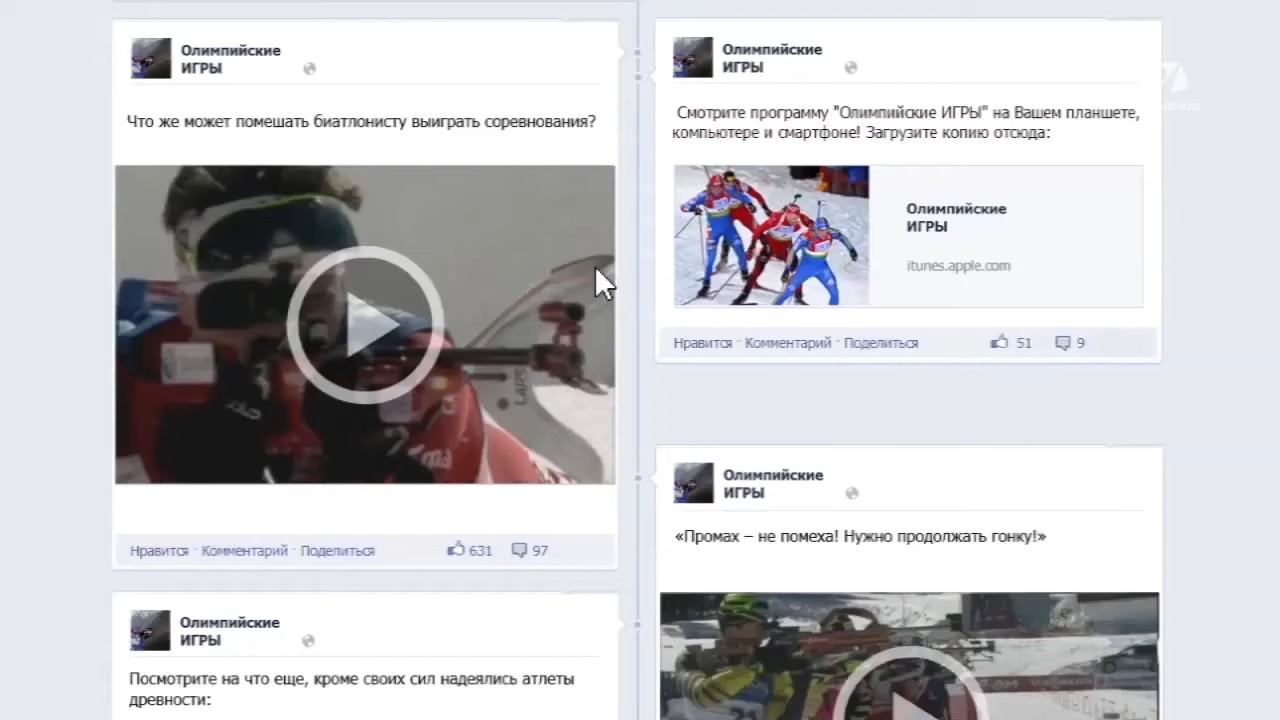 Олимпийские
ИГРЫ
Что же может помешать биатлонисту выиграть соревнования?
LARS
Нравится · Комментарий · Поделиться
631
97
Олимпийские
ИГРЫ
Посмотрите на что еще, кроме своих сил надеялись атлеты
древности:
Олимпийские
ИГРЫ
Смотрите программу "Олимпийские ИГРЫ" на Вашем планшете,
компьютере и смартфоне! Загрузите копию отсюда:
Олимпийские
ИГРЫ
itunes.apple.com
Нравится · Комментарий · Поделиться
51
9
Олимпийские
ИГРЫ
«Промах – не помеха! Нужно продолжать гонку!»